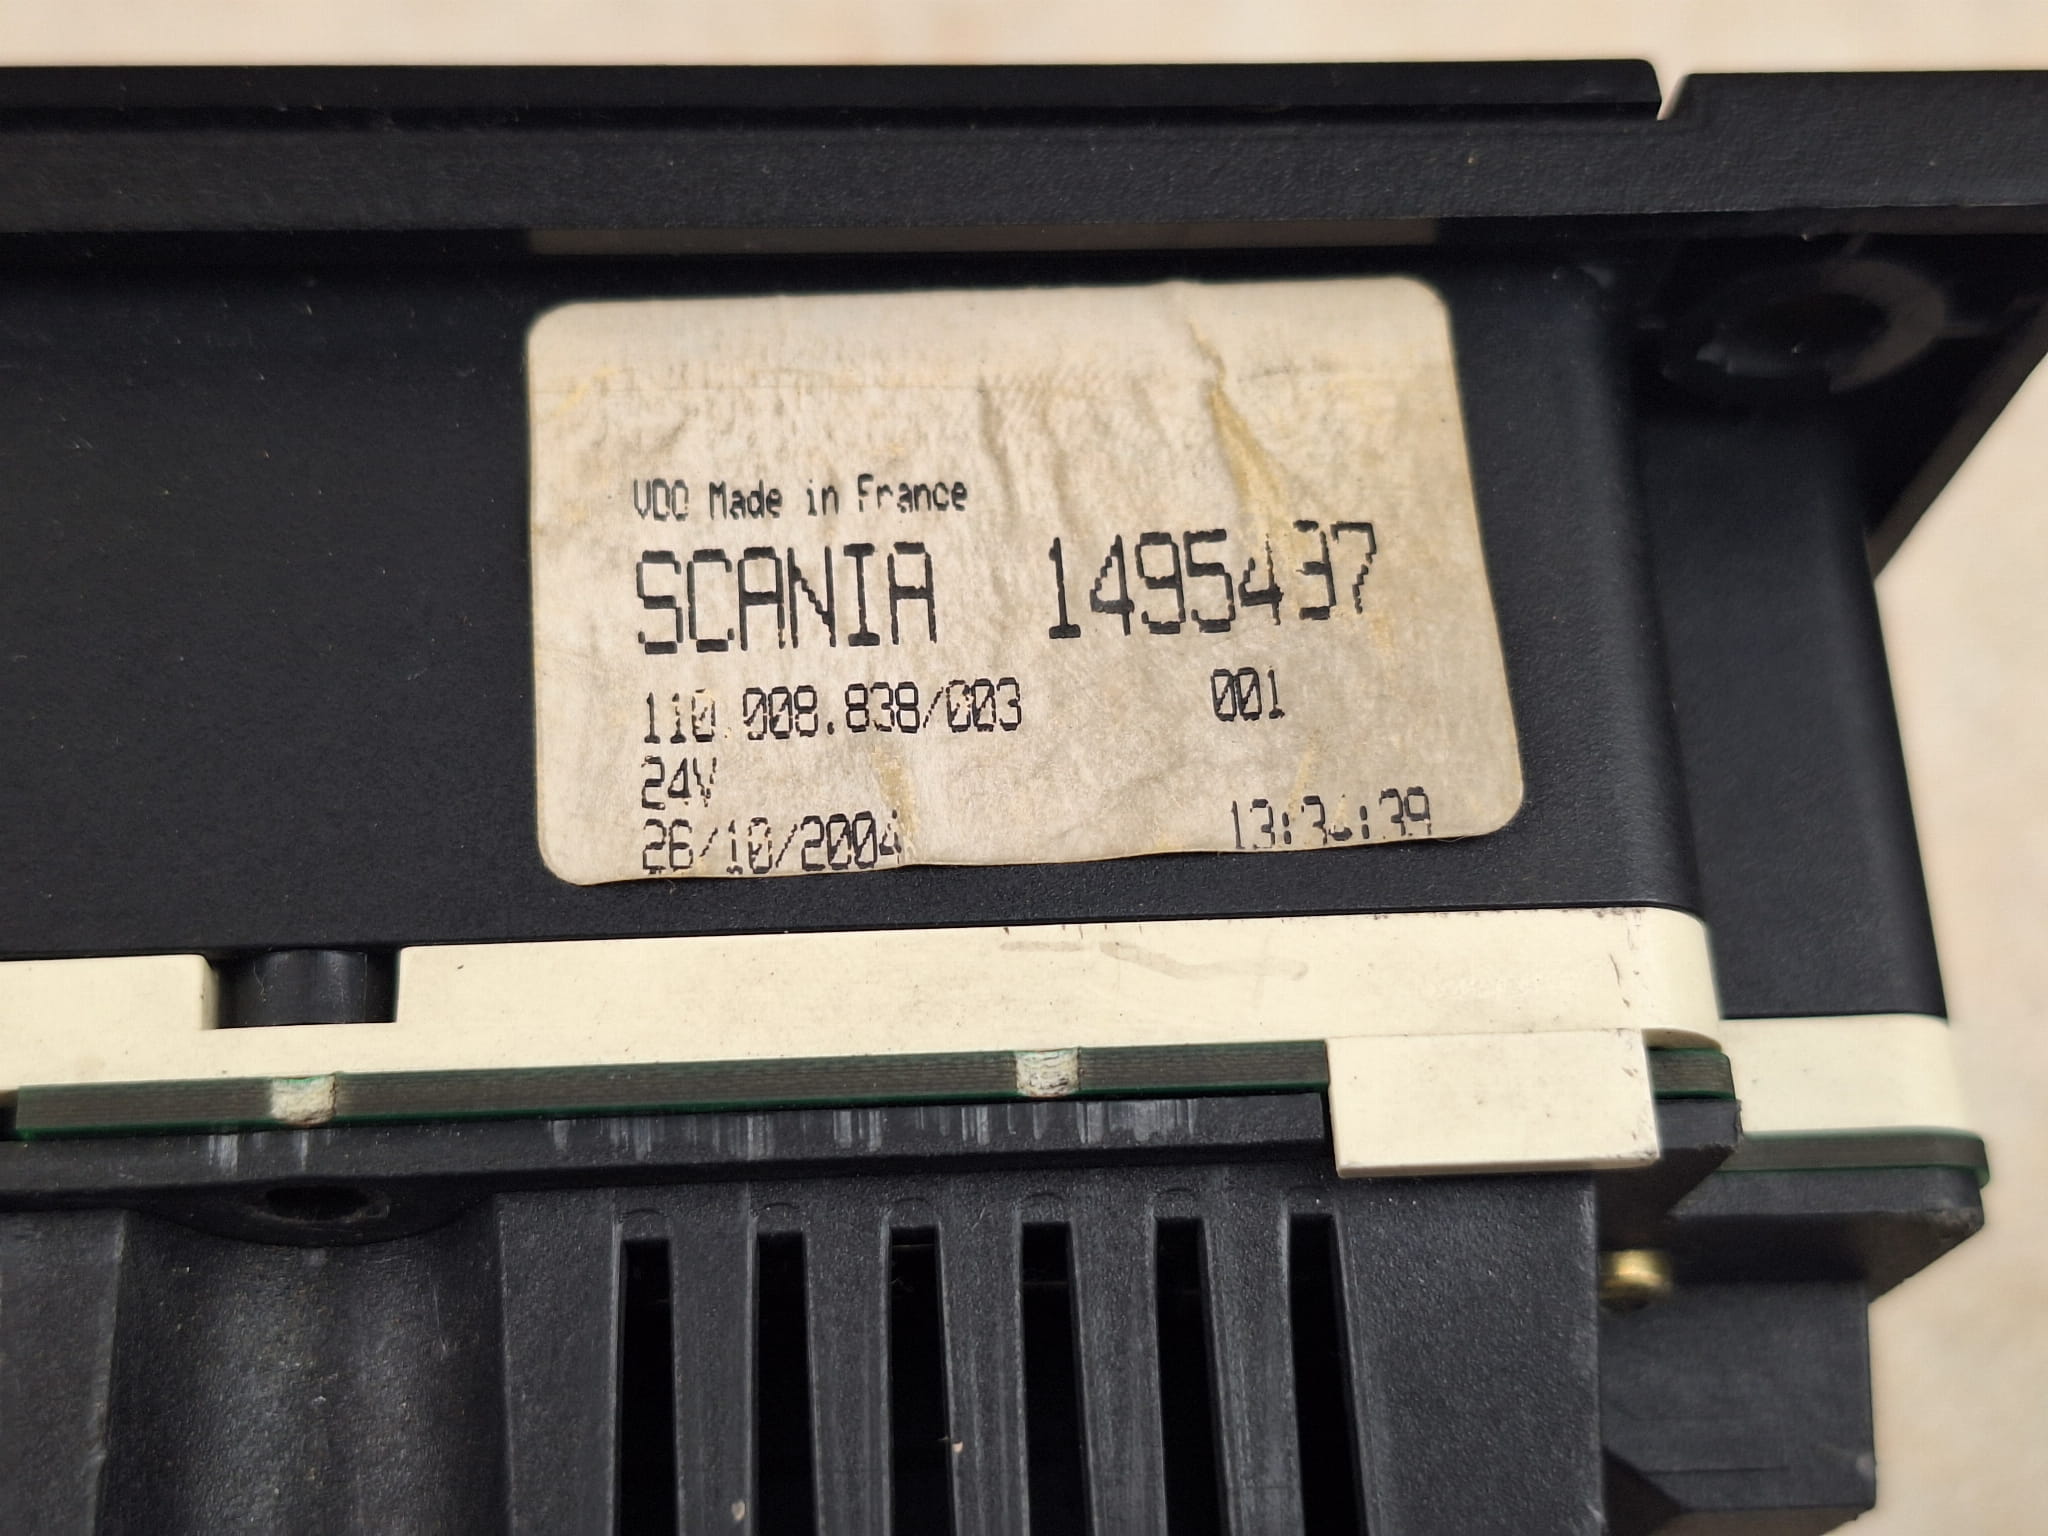 VDO Made in France
SCANIA 1495437
110.008.838/003 001
24V
26/10/2004 13:34:39